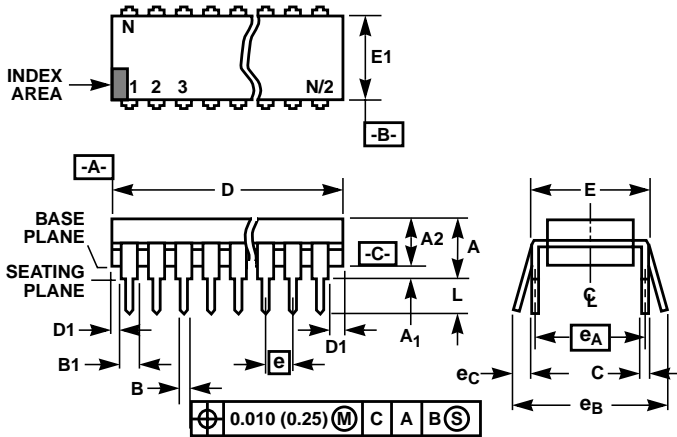 N
INDEX
AREA
1 2 3 N/2
E1
-B-
-A-
D
E
BASE
PLANE
A2
A
-C-
SEATING
PLANE
L
D1
D1
A1
B1
B
e
CL
eA
eC
C
eB
0.010 (0.25) M C A B S